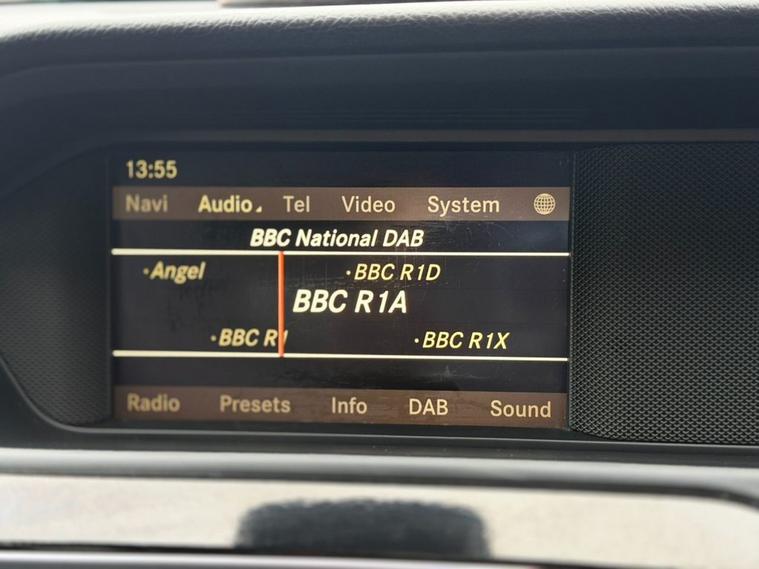 13:55
Navi Audio Tel Video System
BBC National DAB
Angel BBC R1D
BBC R1A
BBC R1 BBC R1X
Radio Presets Info DAB Sound